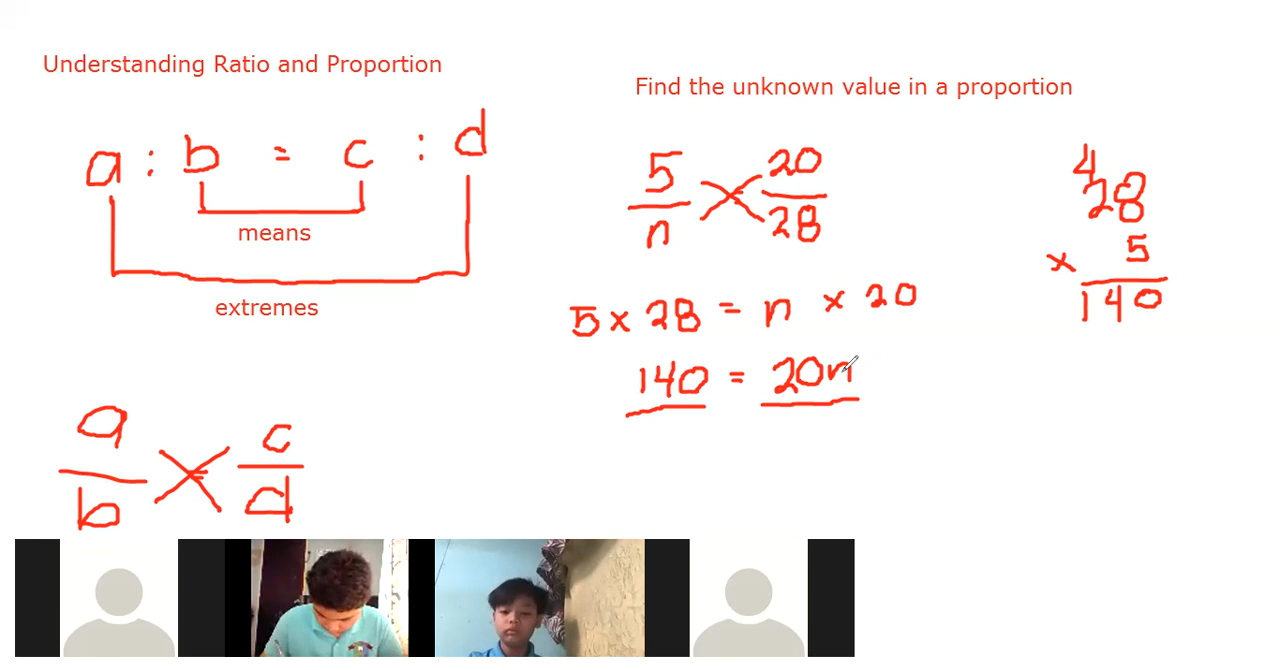 Understanding Ratio and Proportion
a : b = c : d
means
extremes
a/b = c/d
Find the unknown value in a proportion
5/n = 20/28
5 × 28 = n × 20
140 = 20n
4
28
× 5
140